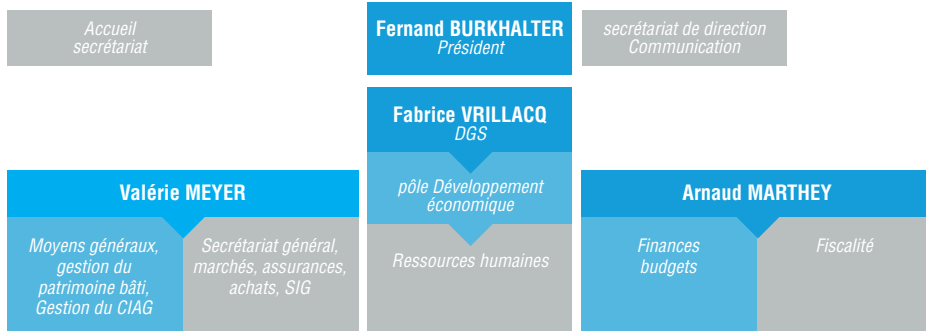 Accueil
secrétariat
Fernand BURKHALTER
Président
secrétariat de direction
Communication
Fabrice VRILLACQ
DGS
pôle Développement
économique
Ressources humaines
Valérie MEYER
Moyens généraux,
gestion du
patrimoine bâti,
Gestion du CIAG
Secrétariat général,
marchés, assurances,
achats, SIG
Arnaud MARTHEY
Finances
budgets
Fiscalité